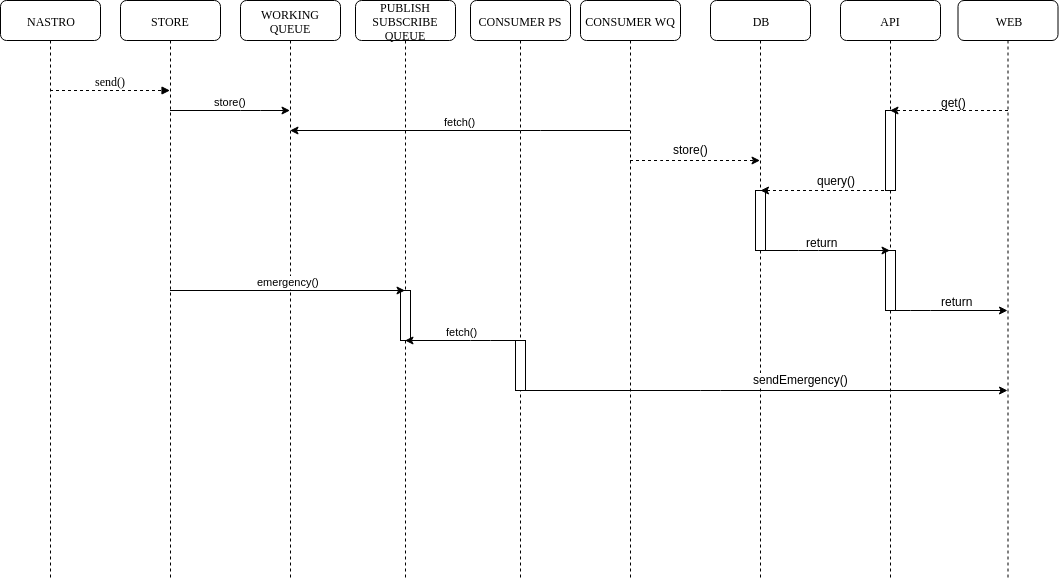 NASTRO
STORE
WORKING
QUEUE
PUBLISH
SUBSCRIBE
QUEUE
CONSUMER PS
CONSUMER WQ
DB
API
WEB
send()
store()
get()
fetch()
store()
query()
return
emergency()
return
fetch()
sendEmergency()